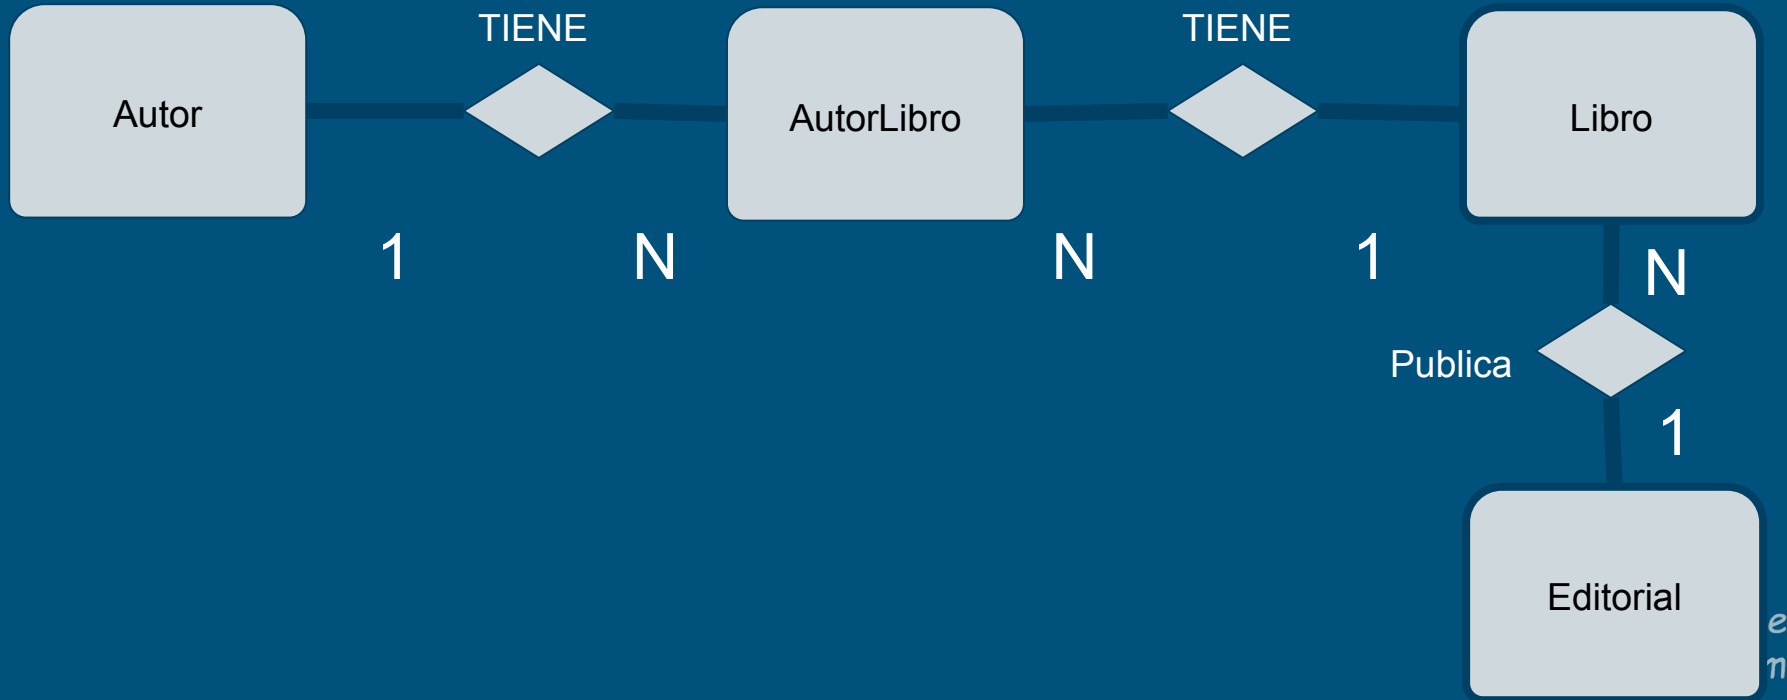 TIENE
TIENE
Autor
AutorLibro
Libro
1
N
N
1
N
Publica
1
Editorial